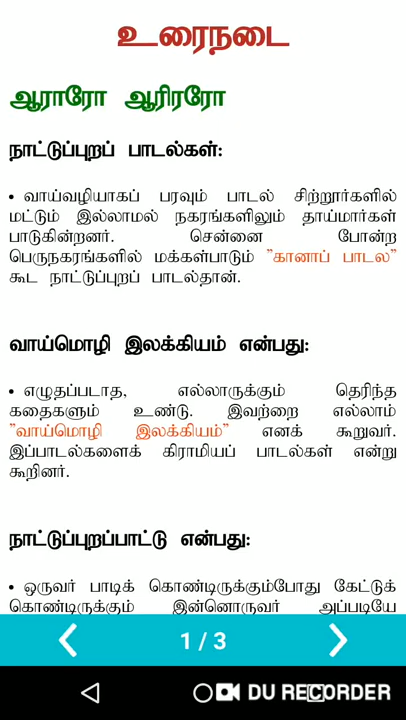 உரைநடை
ஆராரோ ஆரிரரோ
நாட்டுப்புறப் பாடல்கள்:
• வாய்வழியாகப் பரவும் பாடல் சிற்றூர்களில்
மட்டும் இல்லாமல் நகரங்களிலும் தாய்மார்கள்
பாடுகின்றனர். சென்னை போன்ற
பெருநகரங்களில் மக்கள்பாடும் ”கானாப் பாடல”
கூட நாட்டுப்புறப் பாடல்தான்.
வாய்மொழி இலக்கியம் என்பது:
• எழுதப்படாத, எல்லாருக்கும் தெரிந்த
கதைகளும் உண்டு. இவற்றை எல்லாம்
”வாய்மொழி இலக்கியம்” எனக் கூறுவர்.
இப்பாடல்களைக் கிராமியப் பாடல்கள் என்று
கூறினர்.
நாட்டுப்புறப்பாட்டு என்பது:
• ஒருவர் பாடிக் கொண்டிருக்கும்போது கேட்டுக்
கொண்டிருக்கும் இன்னொருவர் அப்படியே
1 / 3
DU RECORDER